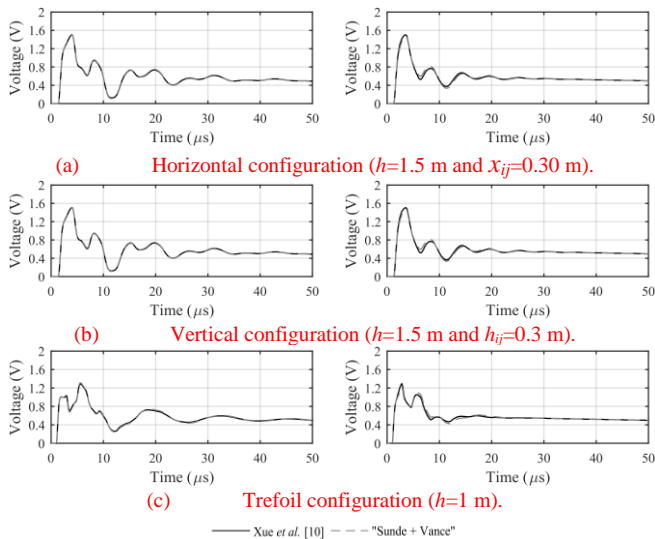 Voltage (V)
2
1.6
1.2
0.8
0.4
0
0 10 20 30 40 50
Time (μs)
Voltage (V)
2
1.6
1.2
0.8
0.4
0
0 10 20 30 40 50
Time (μs)
(a) Horizontal configuration (h=1.5 m and xij=0.30 m).
Voltage (V)
2
1.6
1.2
0.8
0.4
0
0 10 20 30 40 50
Time (μs)
Voltage (V)
2
1.6
1.2
0.8
0.4
0
0 10 20 30 40 50
Time (μs)
(b) Vertical configuration (h=1.5 m and hij=0.3 m).
Voltage (V)
2
1.6
1.2
0.8
0.4
0
0 10 20 30 40 50
Time (μs)
Voltage (V)
2
1.6
1.2
0.8
0.4
0
0 10 20 30 40 50
Time (μs)
(c) Trefoil configuration (h=1 m).
Xue et al. [10] "Sunde + Vance"